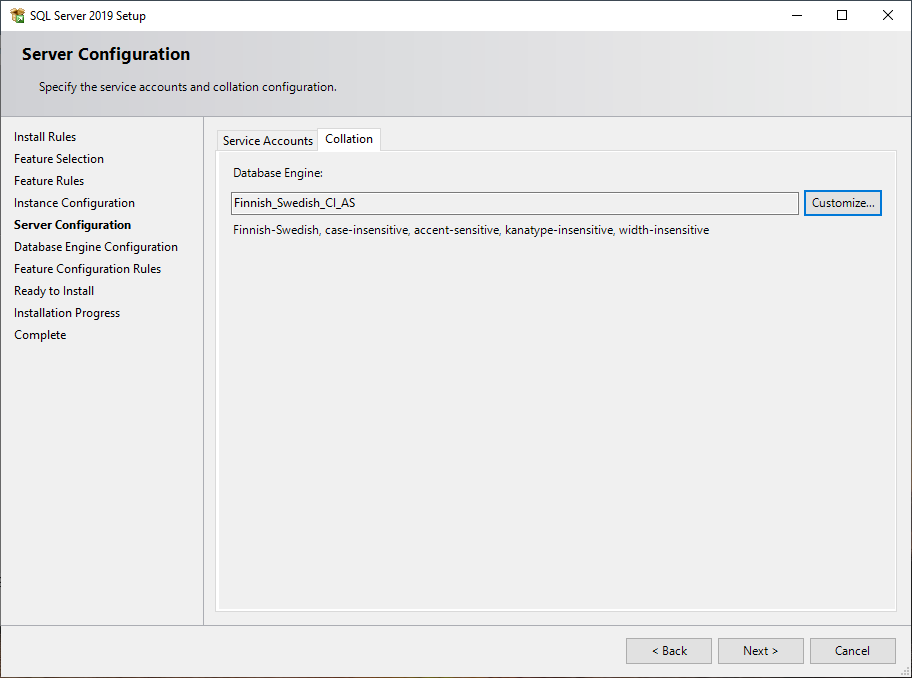 SQL Server 2019 Setup
Server Configuration
Specify the service accounts and collation configuration.
Install Rules
Feature Selection
Feature Rules
Instance Configuration
Server Configuration
Database Engine Configuration
Feature Configuration Rules
Ready to Install
Installation Progress
Complete
Service Accounts Collation
Database Engine:
Finnish_Swedish_CI_AS Customize...
Finnish-Swedish, case-insensitive, accent-sensitive, kanatype-insensitive, width-insensitive
< Back Next > Cancel